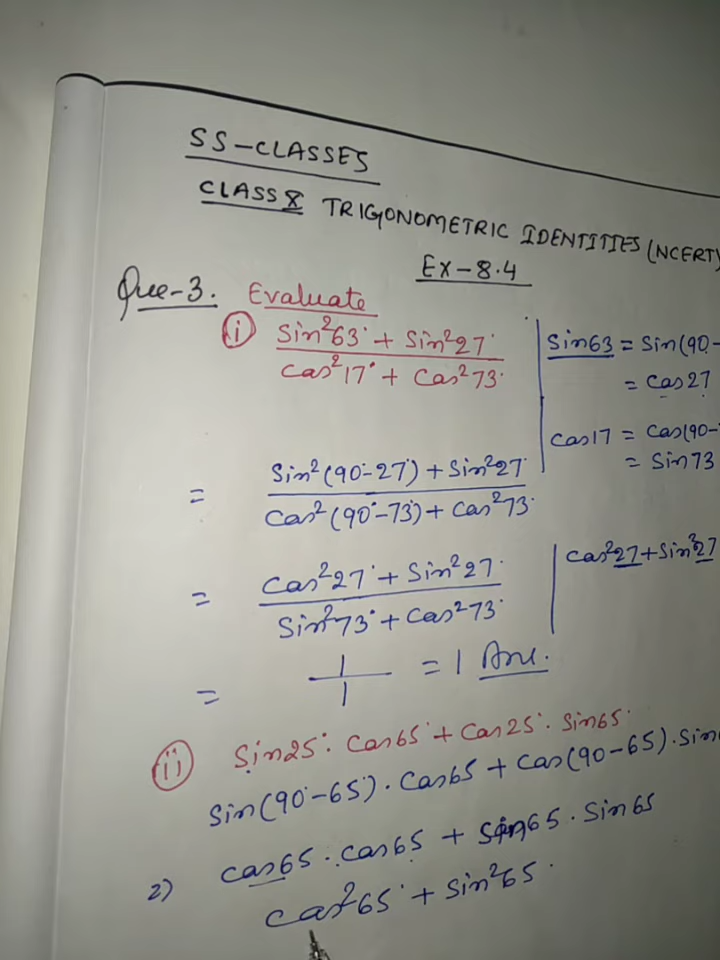 SS-CLASSES
CLASS X TRIGONOMETRIC IDENTITIES (NCERT)
EX-8.4
Que-3. Evaluate
(i) Sin²63° + Sin²27°
Cos²17° + Cos²73°
Sin63 = Sin(90-
= Cos27
Cos17 = Cos(90-
= Sin73
= Sin²(90°-27°) + Sin²27°
Cos²(90°-73°) + Cos²73°
= Cos²27° + Sin²27°
Sin²73° + Cos²73°
Cos²27 + Sin²27
= 1/1 = 1 Ans.
(ii) Sin25°. Cos65° + Cos25°. Sin65°
Sin(90°-65°). Cos65 + Cos(90-65). Sin
2) Cos65. Cos65 + Sin65. Sin65
Cos²65° + Sin²65°